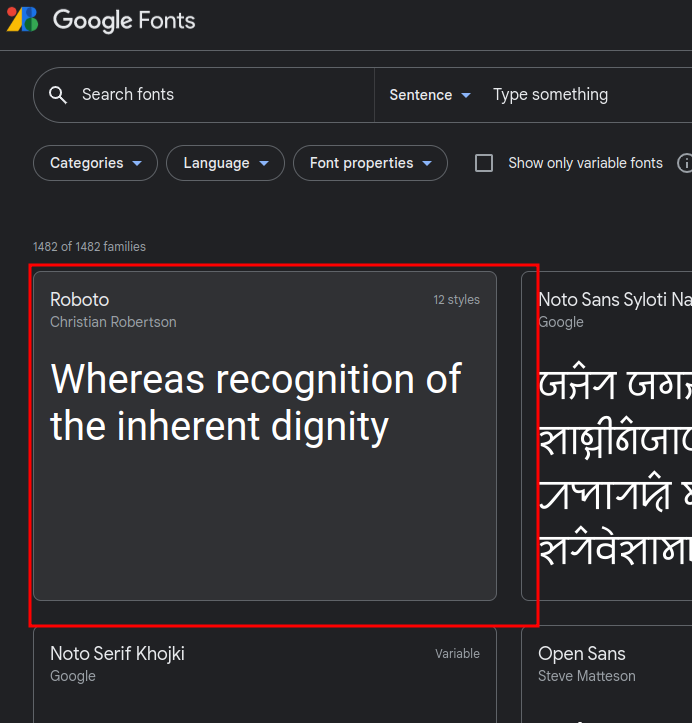 Google Fonts
Search fonts
Sentence
Type something
Categories
Language
Font properties
Show only variable fonts
1482 of 1482 families
Roboto
12 styles
Christian Robertson
Whereas recognition of
the inherent dignity
Noto Sans Syloti Na
Google
Noto Serif Khojki
Variable
Google
Open Sans
Steve Matteson